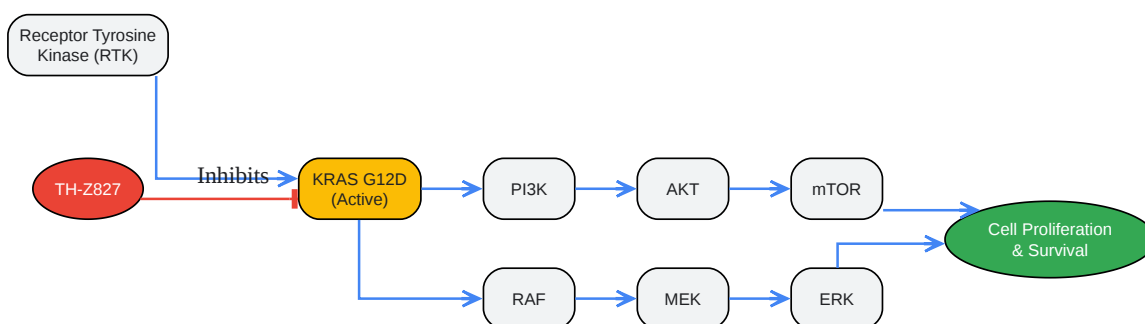 Receptor Tyrosine
Kinase (RTK)
TH-Z827
Inhibits
KRAS G12D
(Active)
PI3K
AKT
mTOR
Cell Proliferation
& Survival
RAF
MEK
ERK